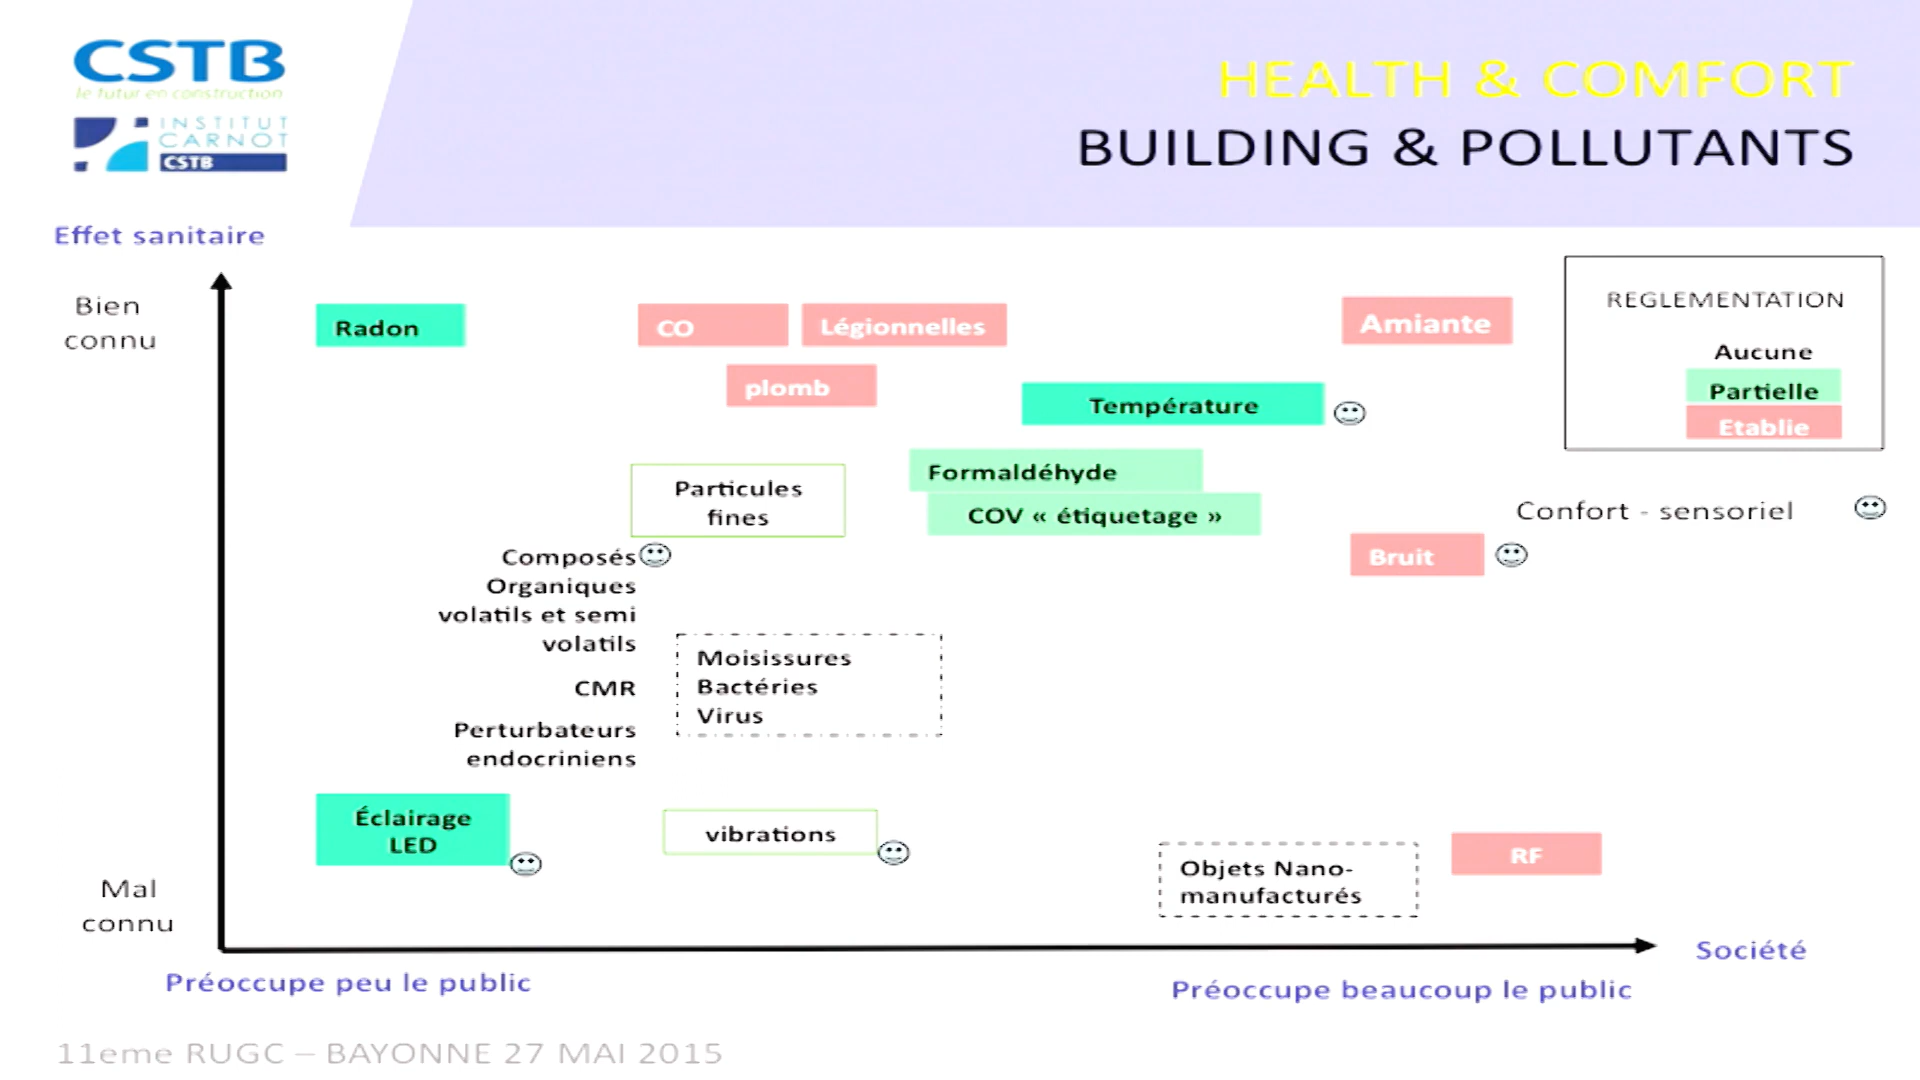 CSTB
le futur en construction
INSTITUT
CARNOT
CSTB
HEALTH & COMFORT
BUILDING & POLLUTANTS
Effet sanitaire
Bien
connu
Radon
CO
Légionnelles
Amiante
plomb
Température
REGLEMENTATION
Aucune
Partielle
Etablie
Formaldéhyde
COV « étiquetage »
Particules
fines
Confort - sensoriel
Bruit
Composés
Organiques
volatils et semi
volatils
CMR
Perturbateurs
endocriniens
Moisissures
Bactéries
Virus
Éclairage
LED
vibrations
Objets Nano-
manufacturés
RF
Mal
connu
Société
Préoccupe peu le public
Préoccupe beaucoup le public
11eme RUGC – BAYONNE 27 MAI 2015